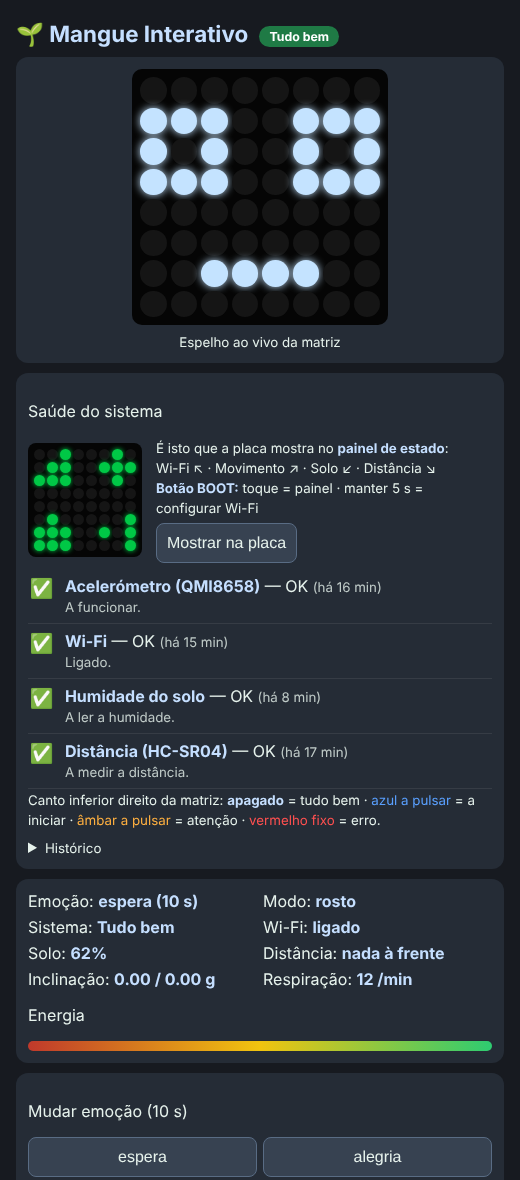 🌱 Mangue Interativo Tudo bem
Espelho ao vivo da matriz
Saúde do sistema
É isto que a placa mostra no painel de estado:
Wi-Fi ↖ · Movimento ↗ · Solo ↙ · Distância ↘
Botão BOOT: toque = painel · manter 5 s =
configurar Wi-Fi
Mostrar na placa
✅ Acelerómetro (QMI8658) — OK (há 16 min)
A funcionar.
✅ Wi-Fi — OK (há 15 min)
Ligado.
✅ Humidade do solo — OK (há 8 min)
A ler a humidade.
✅ Distância (HC-SR04) — OK (há 17 min)
A medir a distância.
Canto inferior direito da matriz: apagado = tudo bem · azul a pulsar = a
iniciar · âmbar a pulsar = atenção · vermelho fixo = erro.
▶ Histórico
Emoção: espera (10 s) Modo: rosto
Sistema: Tudo bem Wi-Fi: ligado
Solo: 62% Distância: nada à frente
Inclinação: 0.00 / 0.00 g Respiração: 12 /min
Energia
Mudar emoção (10 s)
espera alegria